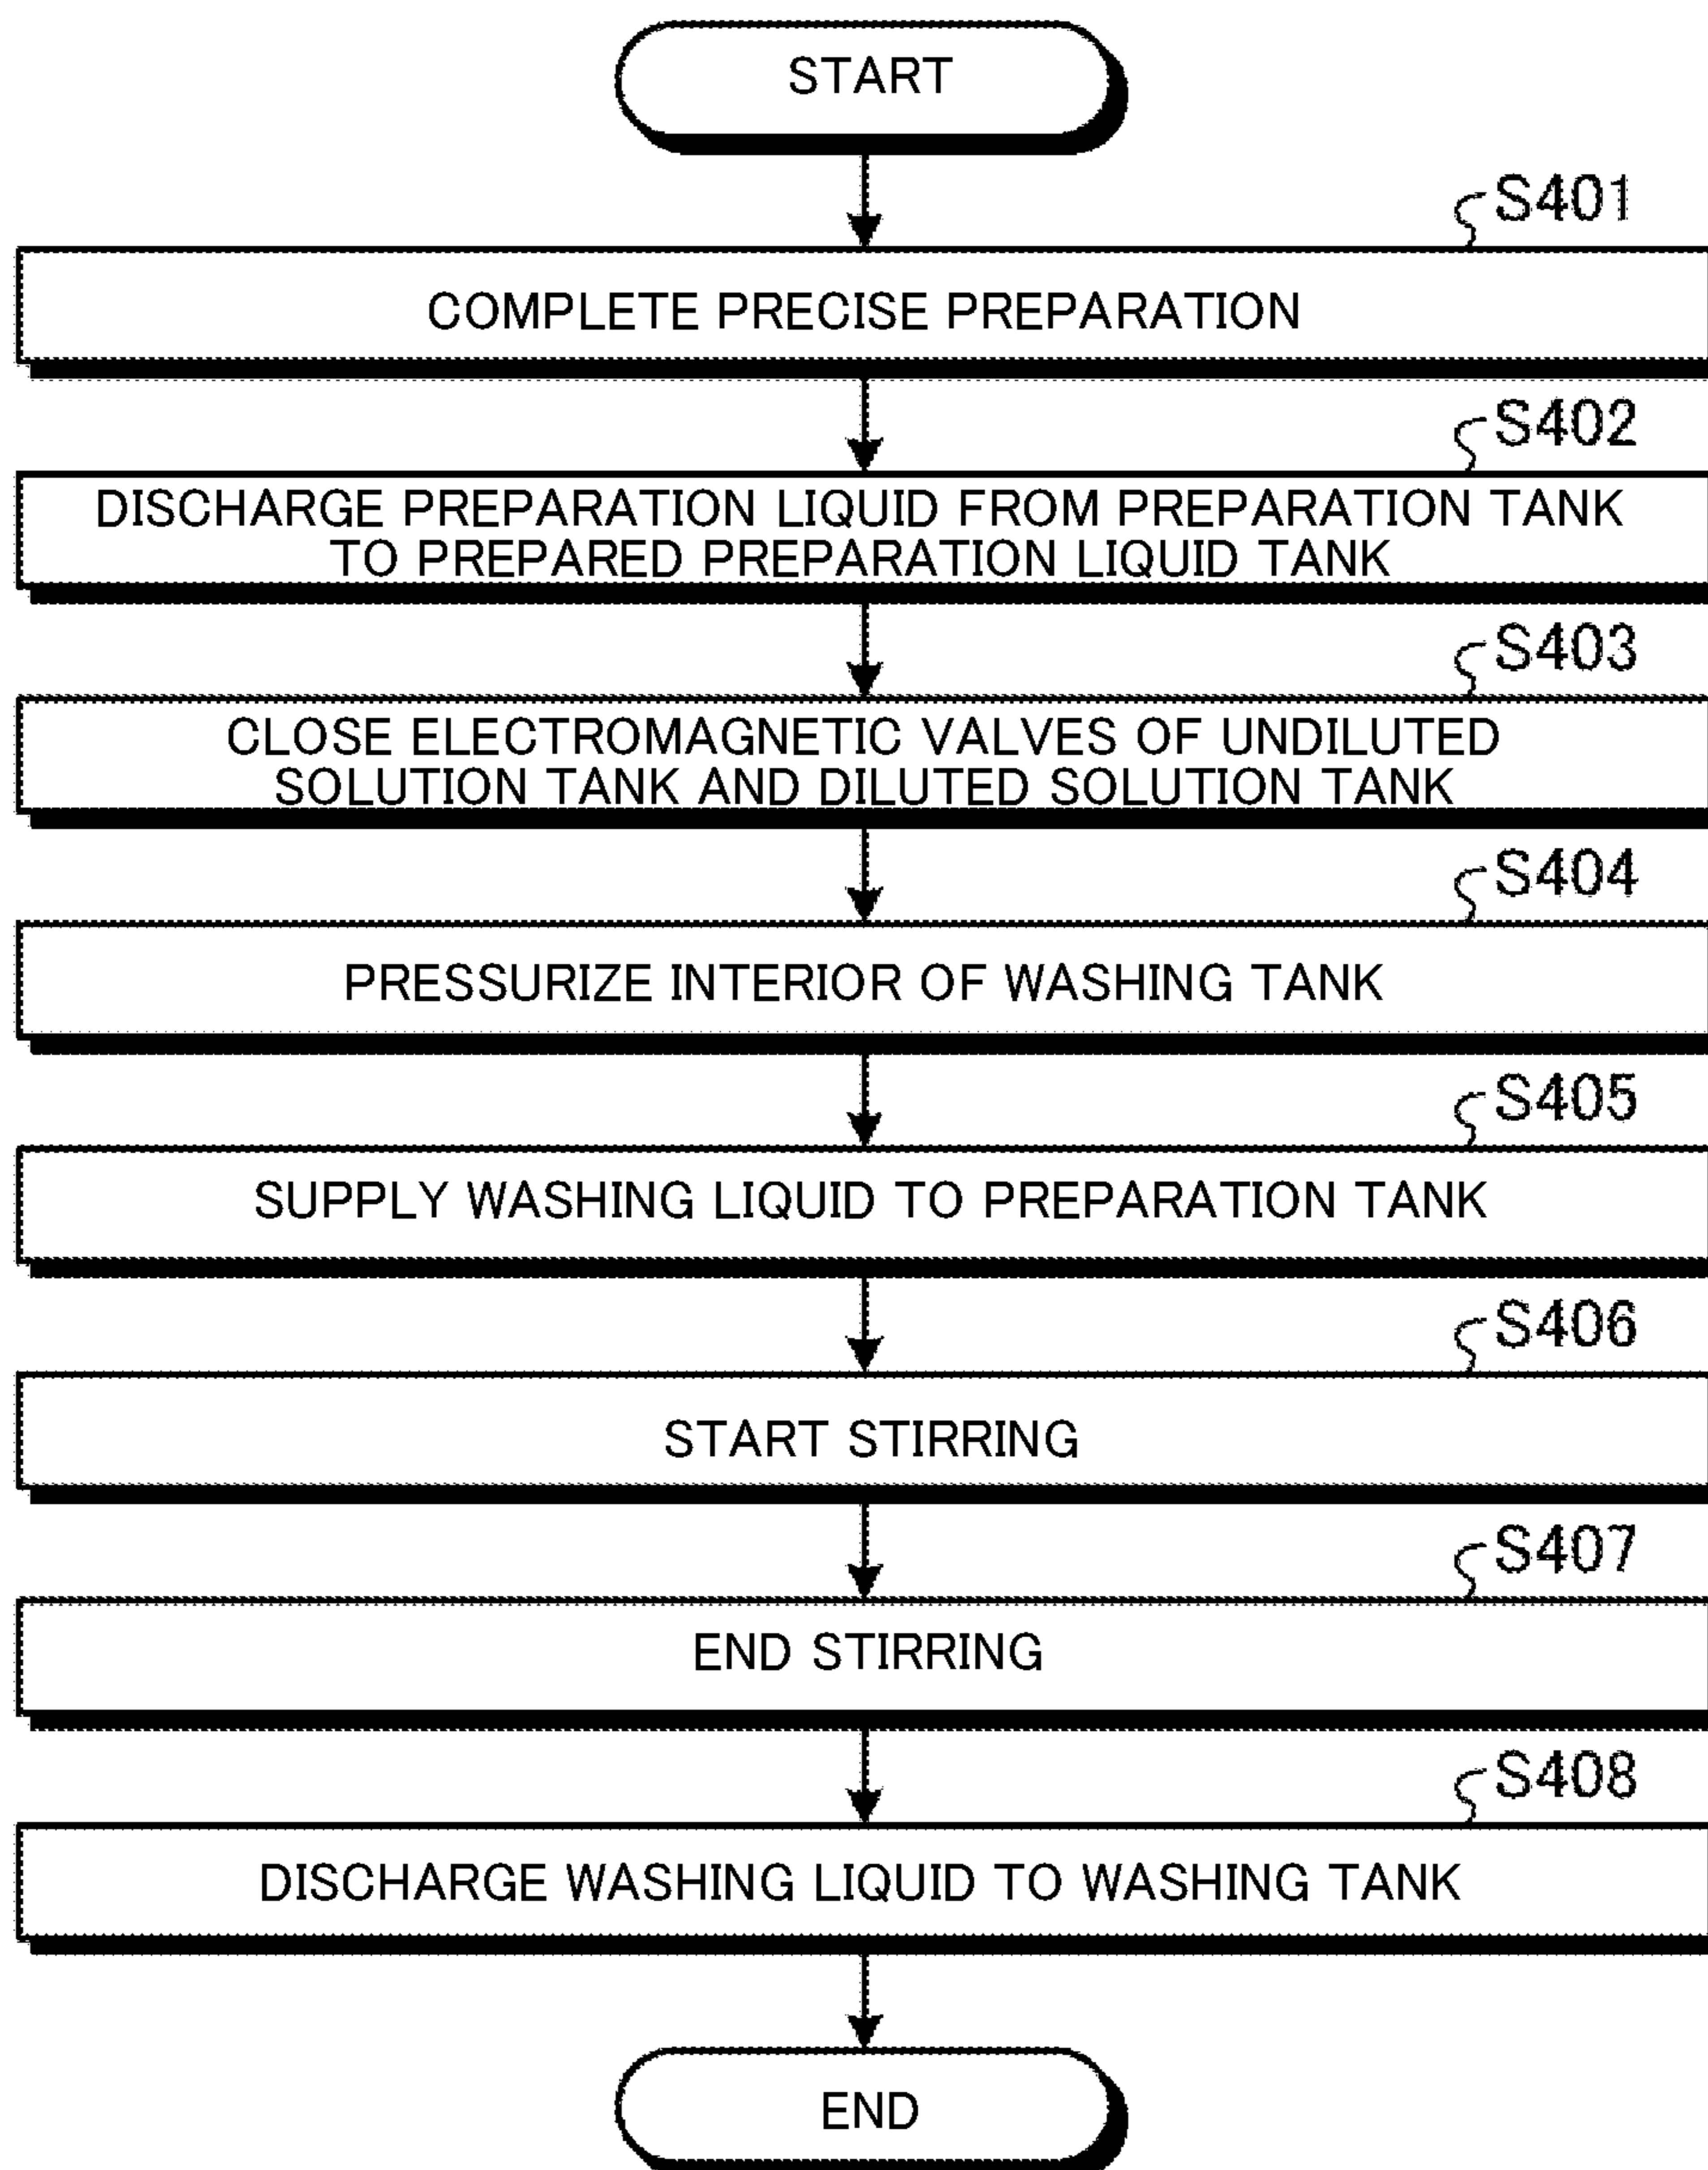 START
S401
COMPLETE PRECISE PREPARATION
S402
DISCHARGE PREPARATION LIQUID FROM PREPARATION TANK
TO PREPARED PREPARATION LIQUID TANK
S403
CLOSE ELECTROMAGNETIC VALVES OF UNDILUTED
SOLUTION TANK AND DILUTED SOLUTION TANK
S404
PRESSURIZE INTERIOR OF WASHING TANK
S405
SUPPLY WASHING LIQUID TO PREPARATION TANK
S406
START STIRRING
S407
END STIRRING
S408
DISCHARGE WASHING LIQUID TO WASHING TANK
END